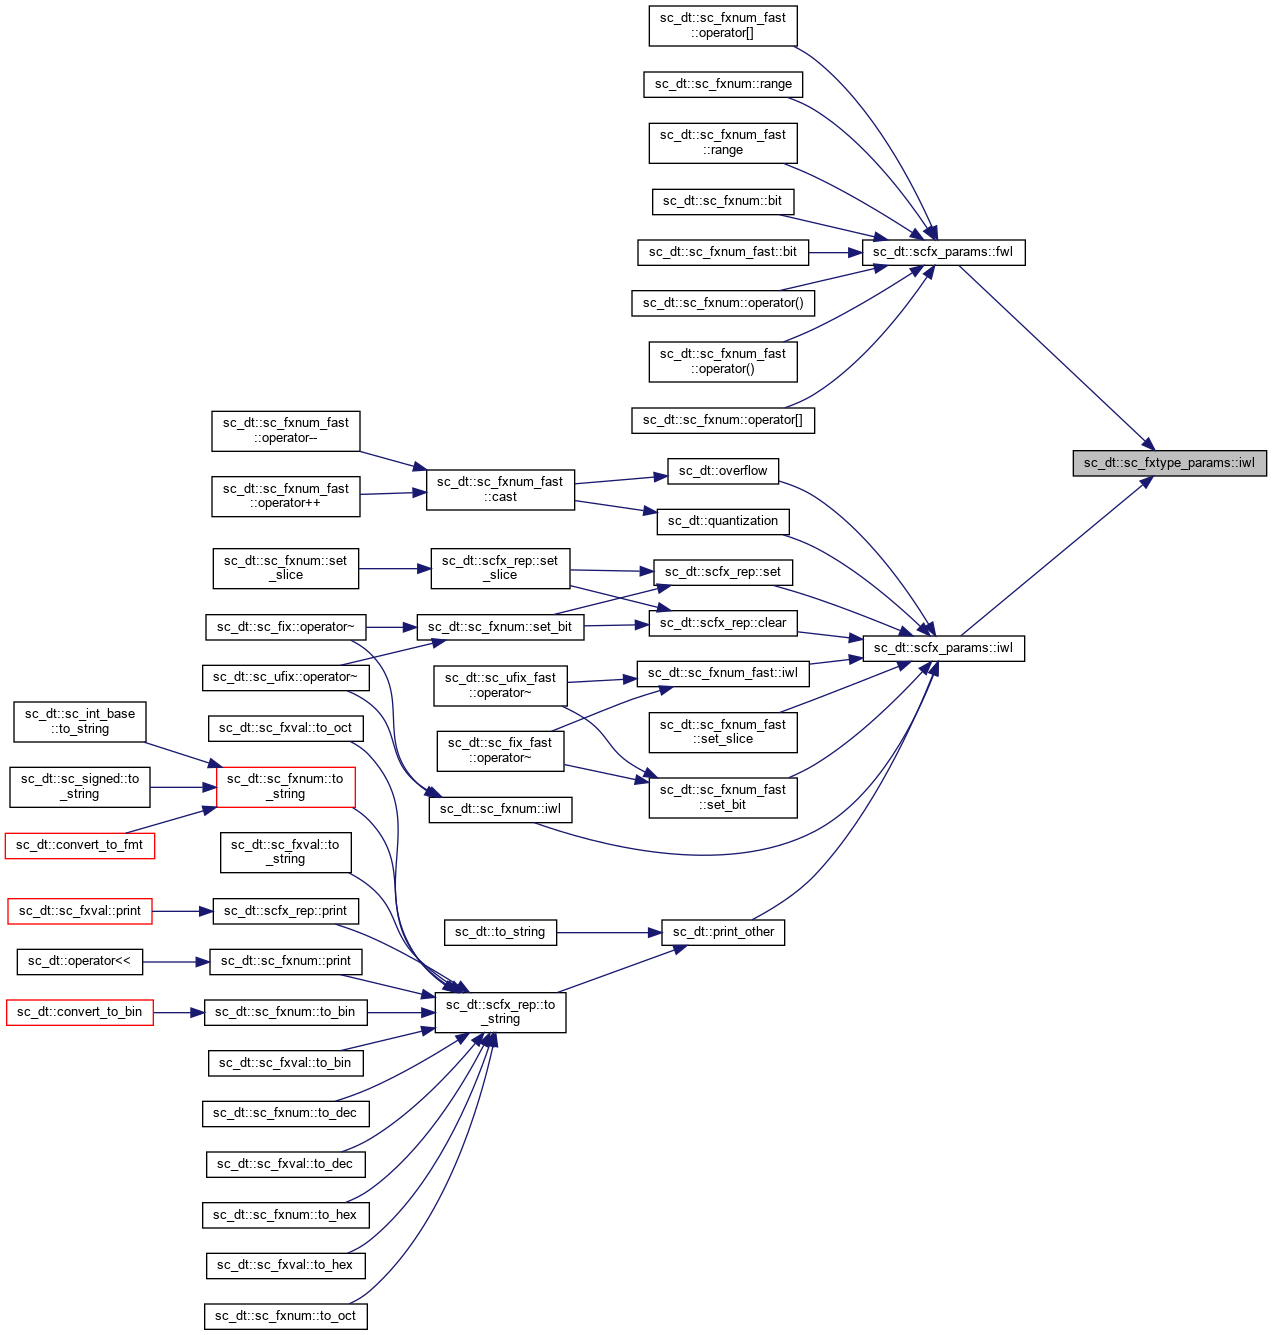 sc_dt::sc_fxnum_fast
::operator[]
sc_dt::sc_fxnum::range
sc_dt::sc_fxnum_fast
::range
sc_dt::sc_fxnum::bit
sc_dt::scfx_params::fwl
sc_dt::sc_fxnum_fast::bit
sc_dt::sc_fxnum::operator()
sc_dt::sc_fxnum_fast
::operator()
sc_dt::sc_fxnum::operator[]
sc_dt::sc_fxnum_fast
::operator--
sc_dt::sc_fxtype_params::iwl
sc_dt::overflow
sc_dt::sc_fxnum_fast
::cast
sc_dt::sc_fxnum_fast
::operator++
sc_dt::quantization
sc_dt::sc_fxnum::set
_slice
sc_dt::scfx_rep::set
_slice
sc_dt::scfx_rep::set
sc_dt::sc_fix::operator~
sc_dt::sc_fxnum::set_bit
sc_dt::scfx_rep::clear
sc_dt::scfx_params::iwl
sc_dt::sc_ufix::operator~
sc_dt::sc_ufix_fast
::operator~
sc_dt::sc_fxnum_fast::iwl
sc_dt::sc_int_base
::to_string
sc_dt::sc_fxval::to_oct
sc_dt::sc_fix_fast
::operator~
sc_dt::sc_fxnum_fast
::set_slice
sc_dt::sc_signed::to
_string
sc_dt::sc_fxnum::to
_string
sc_dt::sc_fxnum::iwl
sc_dt::sc_fxnum_fast
::set_bit
sc_dt::convert_to_fmt
sc_dt::sc_fxval::to
_string
sc_dt::sc_fxval::print
sc_dt::scfx_rep::print
sc_dt::to_string
sc_dt::print_other
sc_dt::operator<<
sc_dt::sc_fxnum::print
sc_dt::convert_to_bin
sc_dt::sc_fxnum::to_bin
sc_dt::scfx_rep::to
_string
sc_dt::sc_fxval::to_bin
sc_dt::sc_fxnum::to_dec
sc_dt::sc_fxval::to_dec
sc_dt::sc_fxnum::to_hex
sc_dt::sc_fxval::to_hex
sc_dt::sc_fxnum::to_oct